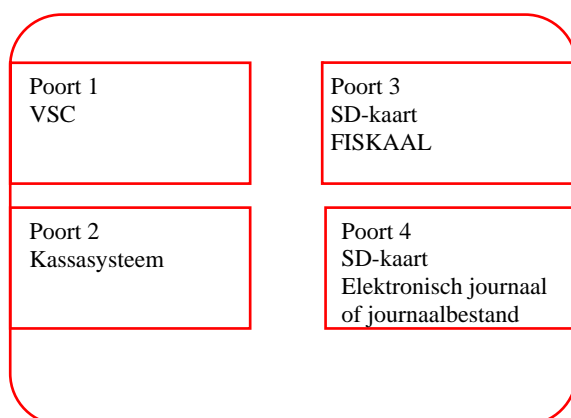 Poort 1
VSC
Poort 2
Kassasysteem
Poort 3
SD-kaart
FISKAAL
Poort 4
SD-kaart
Elektronisch journaal
of journaalbestand